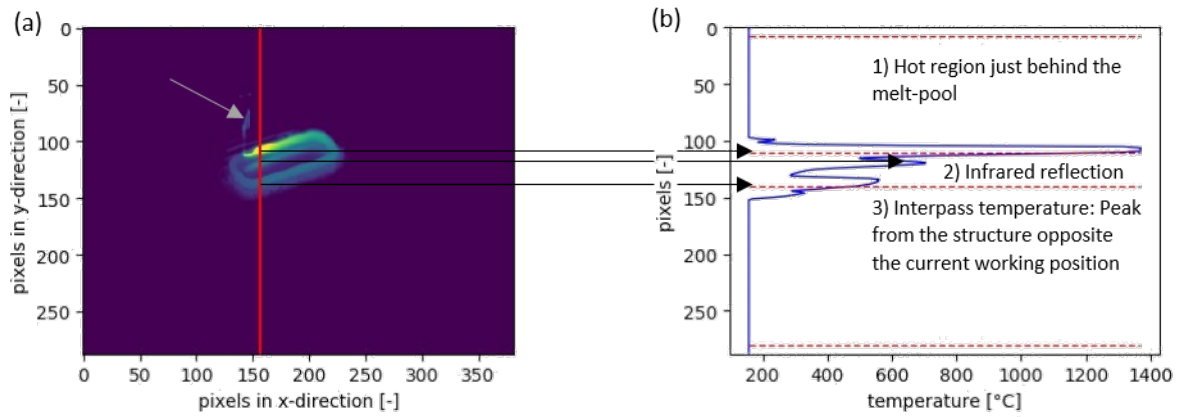 (a)
0
50
100
150
200
250
pixels in y-direction [-]
0 50 100 150 200 250 300 350
pixels in x-direction [-]
(b)
0
50
100
150
200
250
pixels [-]
200 400 600 800 1000 1200 1400
temperature [°C]
1) Hot region just behind the
melt-pool
2) Infrared reflection
3) Interpass temperature: Peak
from the structure opposite
the current working position